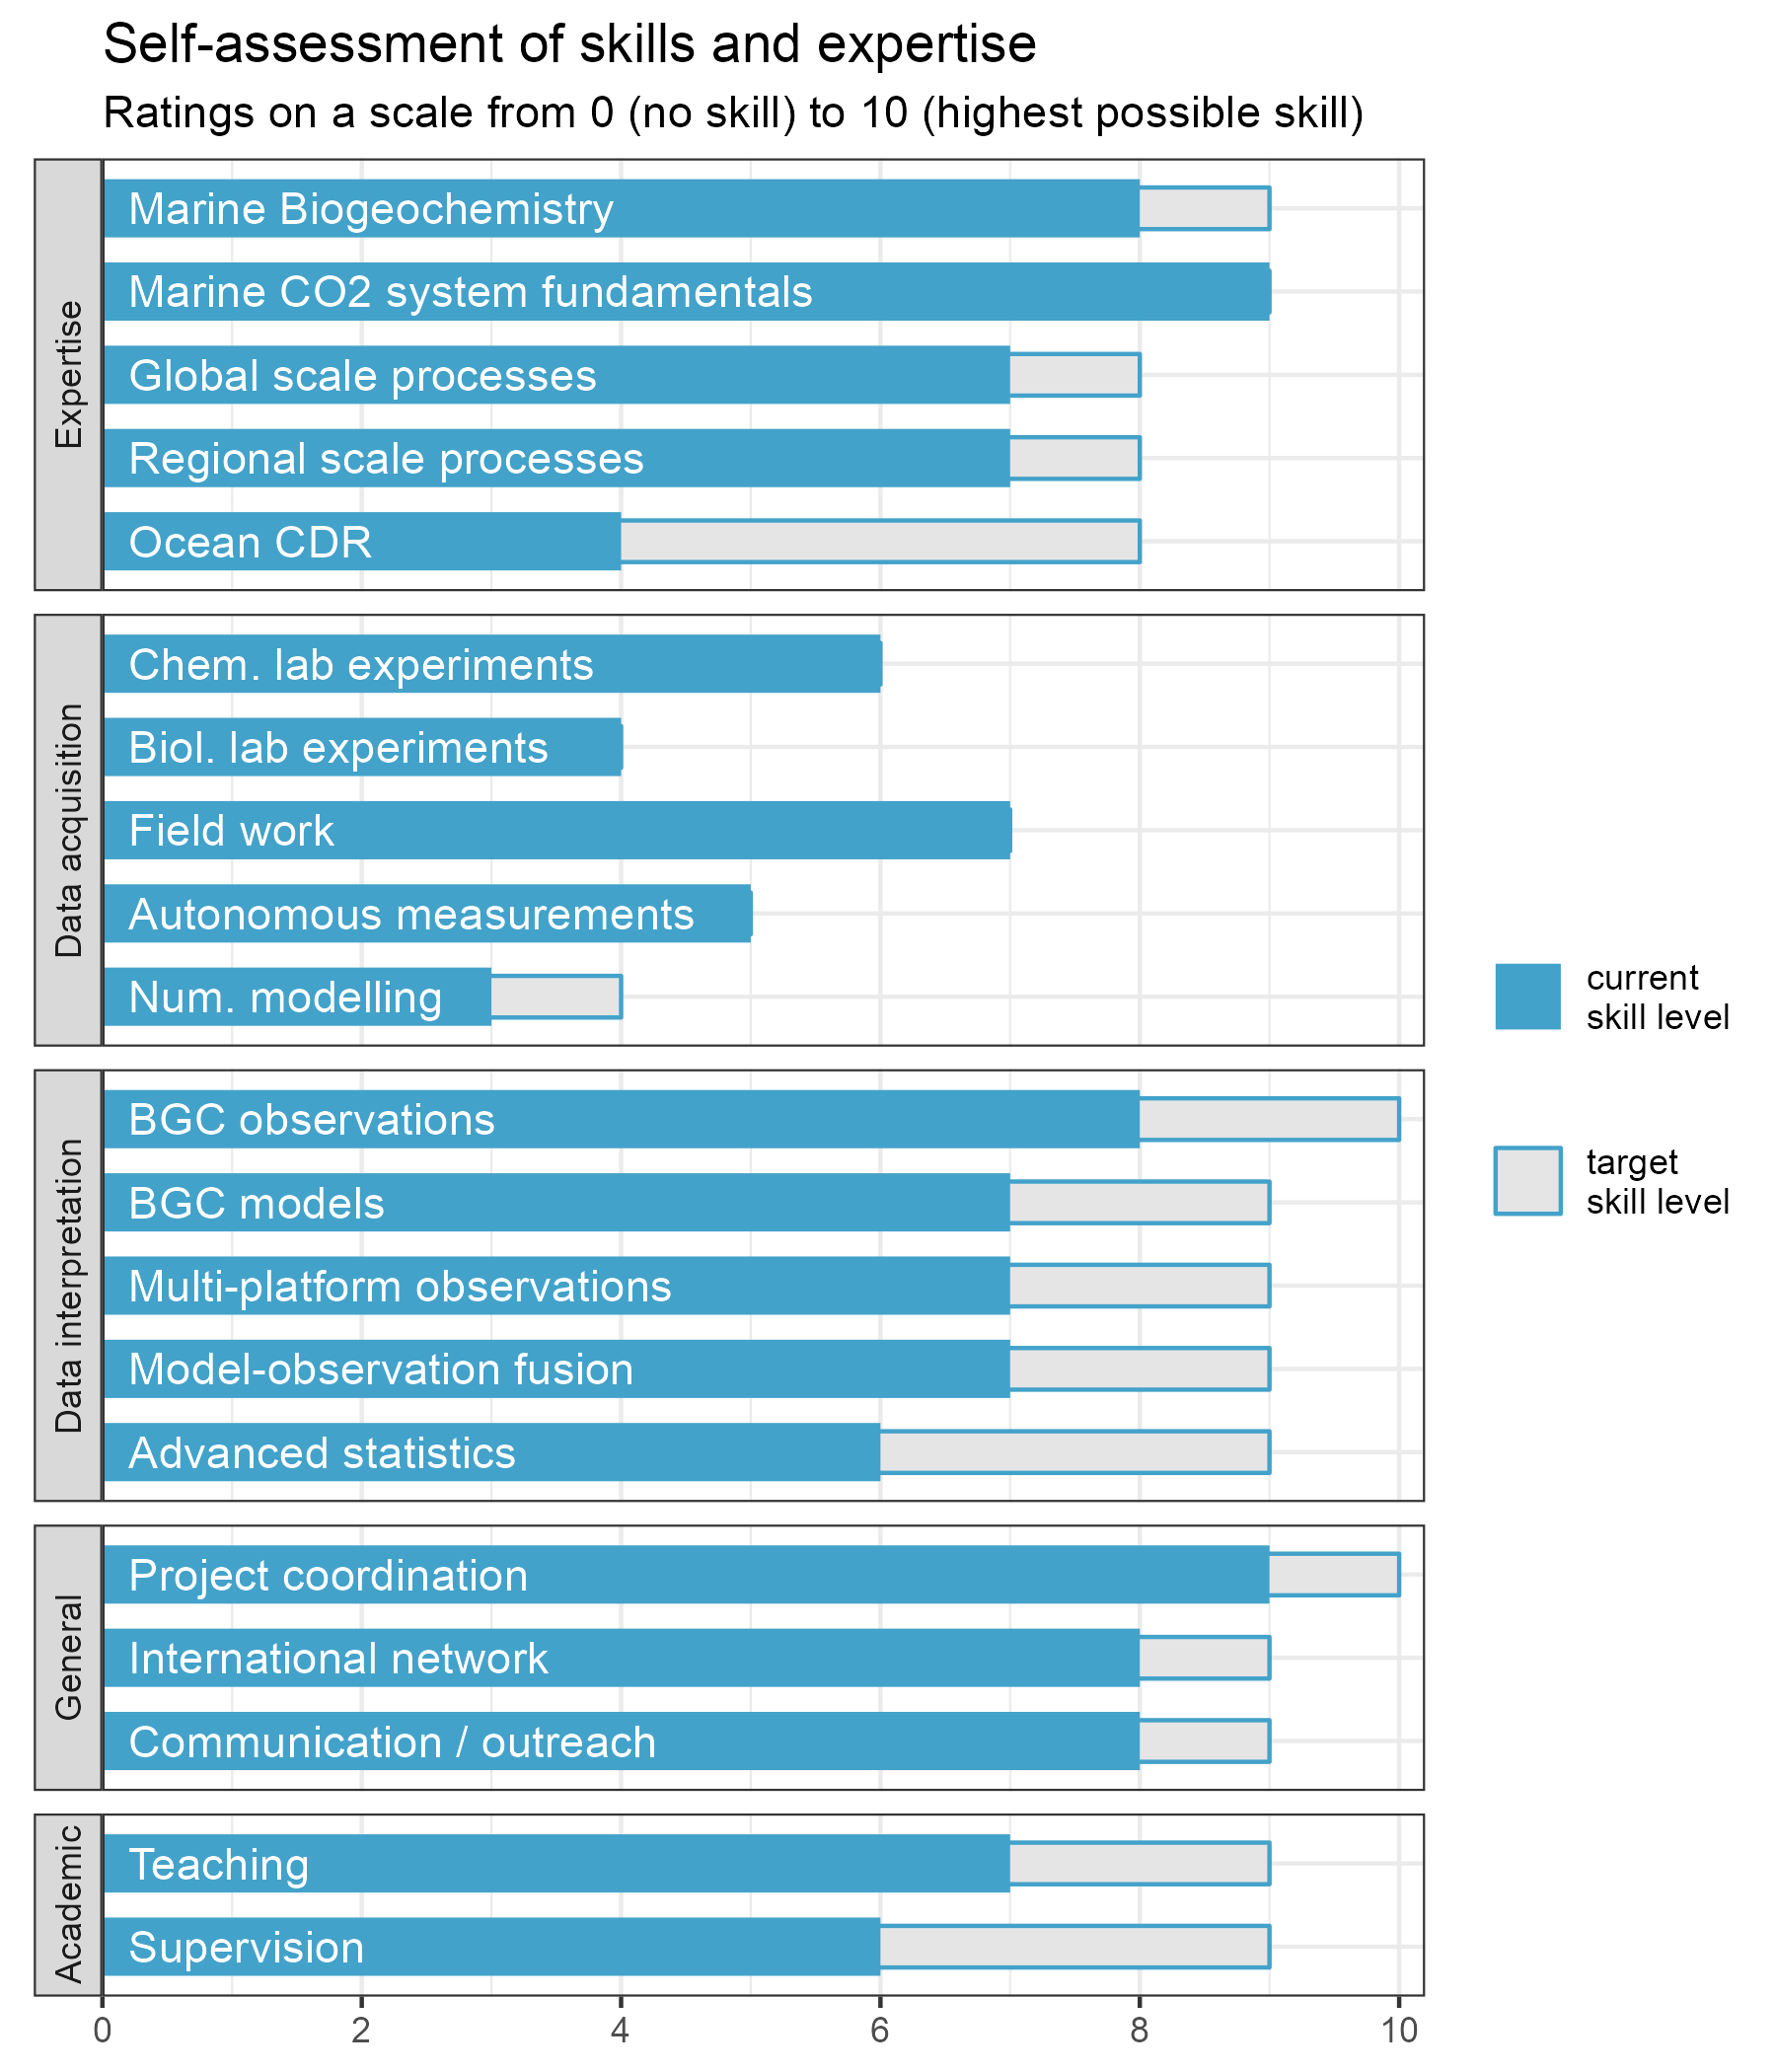 Self-assessment of skills and expertise
Ratings on a scale from 0 (no skill) to 10 (highest possible skill)
Expertise
Marine Biogeochemistry
Marine CO2 system fundamentals
Global scale processes
Regional scale processes
Ocean CDR
Data acquisition
Chem. lab experiments
Biol. lab experiments
Field work
Autonomous measurements
Num. modelling
Data interpretation
BGC observations
BGC models
Multi-platform observations
Model-observation fusion
Advanced statistics
General
Project coordination
International network
Communication / outreach
Academic
Teaching
Supervision
0 2 4 6 8 10
current
skill level
target
skill level